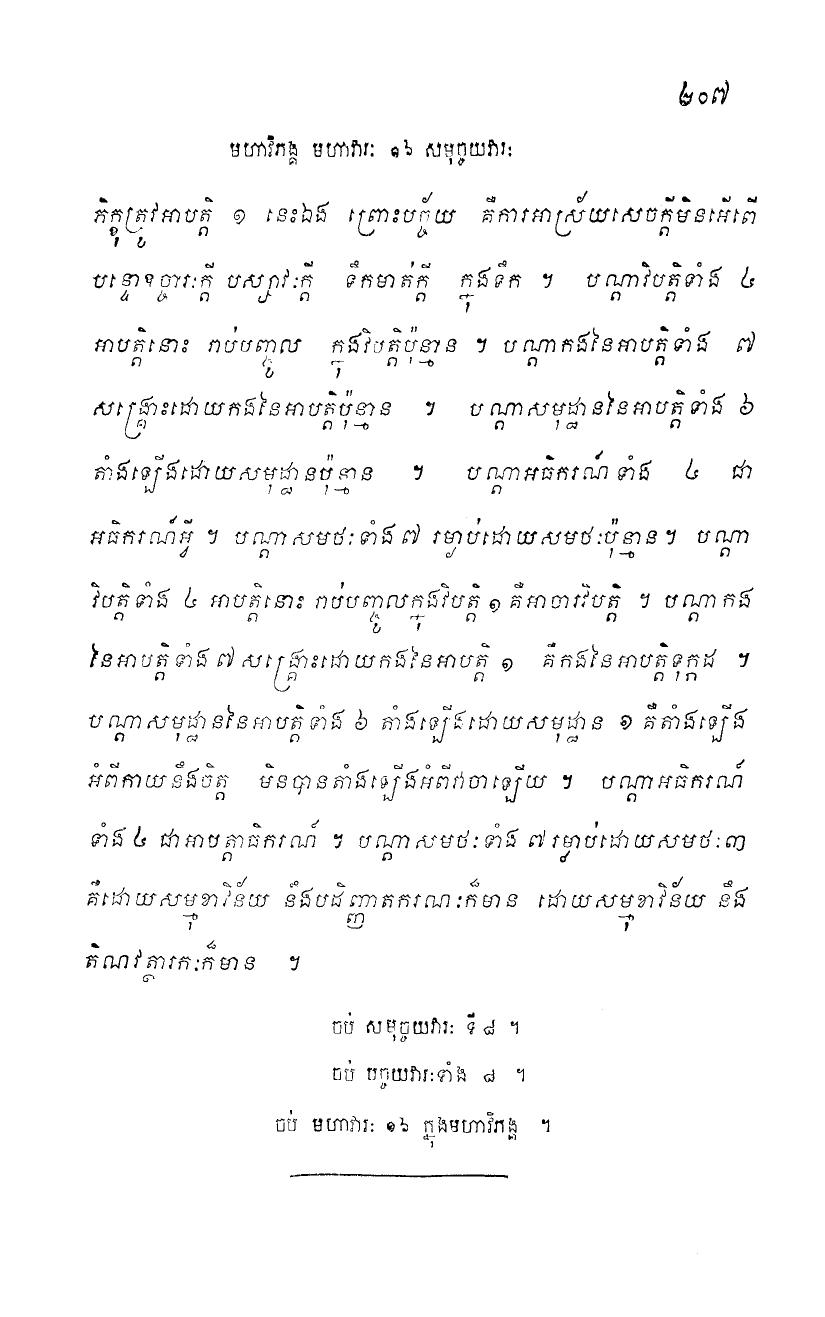 ២០៧
មហាវិភង្គ មហាវារៈ ១៦ សមុច្ចយវារៈ
ភិក្ខុត្រូវអាបត្តិ ១ នេះឯង ព្រោះបច្ច័យ គឺការអាស្រ័យសេចក្តីមិនអើពើ
បន្ទោឧច្ចារៈក្តី បស្សាវៈក្តី ទឹកមាត់ក្តី ក្នុងទឹក ។ បណ្តាវិបត្តិទាំង ៤
អាបត្តិនោះ រាប់បញ្ចូល ក្នុងវិបត្តិប៉ុន្មាន ។ បណ្តាកងនៃអាបត្តិទាំង ៧
សង្គ្រោះដោយកងនៃអាបត្តិប៉ុន្មាន ។ បណ្តាសមុដ្ឋាននៃអាបត្តិទាំង ៦
តាំងឡើងដោយសមុដ្ឋានប៉ុន្មាន ។ បណ្តាអធិករណ៍ទាំង ៤ ជា
អធិករណ៍អ្វី ។ បណ្តាសមថៈទាំង ៧ រម្ងាប់ដោយសមថៈប៉ុន្មាន ។ បណ្តា
វិបត្តិទាំង ៤ អាបត្តិនោះ រាប់បញ្ចូលក្នុងវិបត្តិ ១ គឺអាចារវិបត្តិ ។ បណ្តាកង
នៃអាបត្តិទាំង ៧ សង្គ្រោះដោយកងនៃអាបត្តិ ១ គឺកងនៃអាបត្តិទុក្កដ ។
បណ្តាសមុដ្ឋាននៃអាបត្តិទាំង ៦ តាំងឡើងដោយសមុដ្ឋាន ១ គឺតាំងឡើង
អំពីកាយនឹងចិត្ត មិនបានតាំងឡើងអំពីវាចាឡើយ ។ បណ្តាអធិករណ៍
ទាំង ៤ ជាអាបត្តាធិករណ៍ ។ បណ្តាសមថៈទាំង ៧ រម្ងាប់ដោយសមថៈ ៣
គឺដោយសម្មុខាវិន័យ នឹងបដិញ្ញាតករណៈក៏មាន ដោយសម្មុខាវិន័យ នឹង
តិណវត្ថារកៈក៏មាន ។
ចប់ សមុច្ចយវារៈ ទី ៨ ។
ចប់ បច្ចយវារៈទាំង ៨ ។
ចប់ មហាវារៈ ១៦ ក្នុងមហាវិភង្គ ។